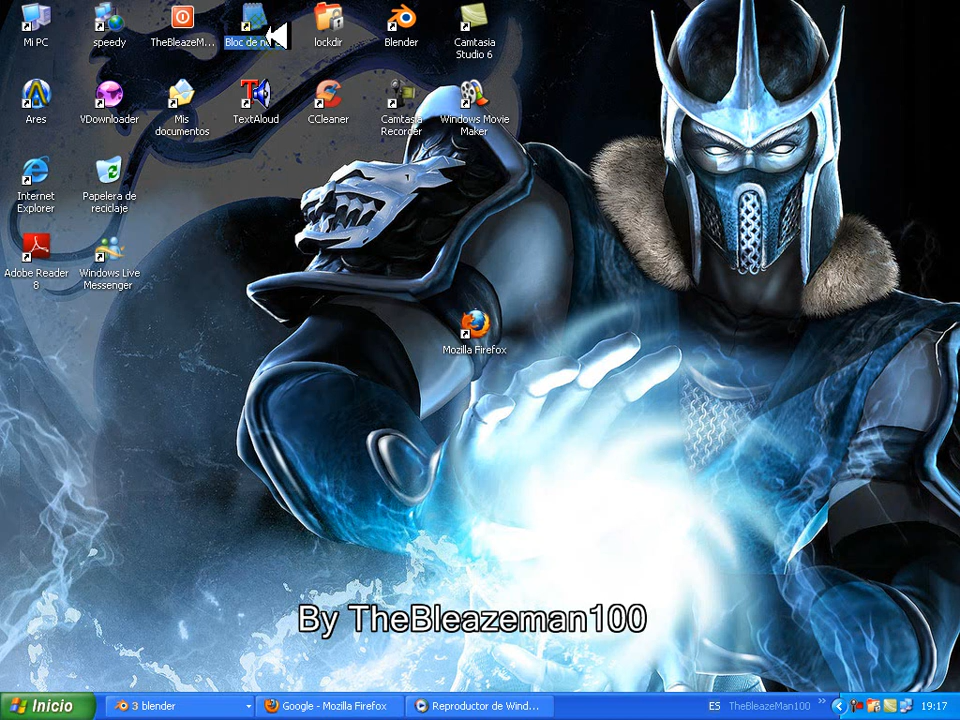 Mi PC
speedy
TheBleazeM...
Bloc de
lockdir
Blender
Camtasia
Studio 6
Ares
VDownloader
Mis
documentos
TextAloud
CCleaner
Camtasia
Recorder
Windows Movie
Maker
Internet
Explorer
Papelera de
reciclaje
Adobe Reader
8
Windows Live
Messenger
Mozilla Firefox
By TheBleazeman100
Inicio
3 blender
Google - Mozilla Firefox
Reproductor de Wind...
ES
TheBleazeMan100
19:17